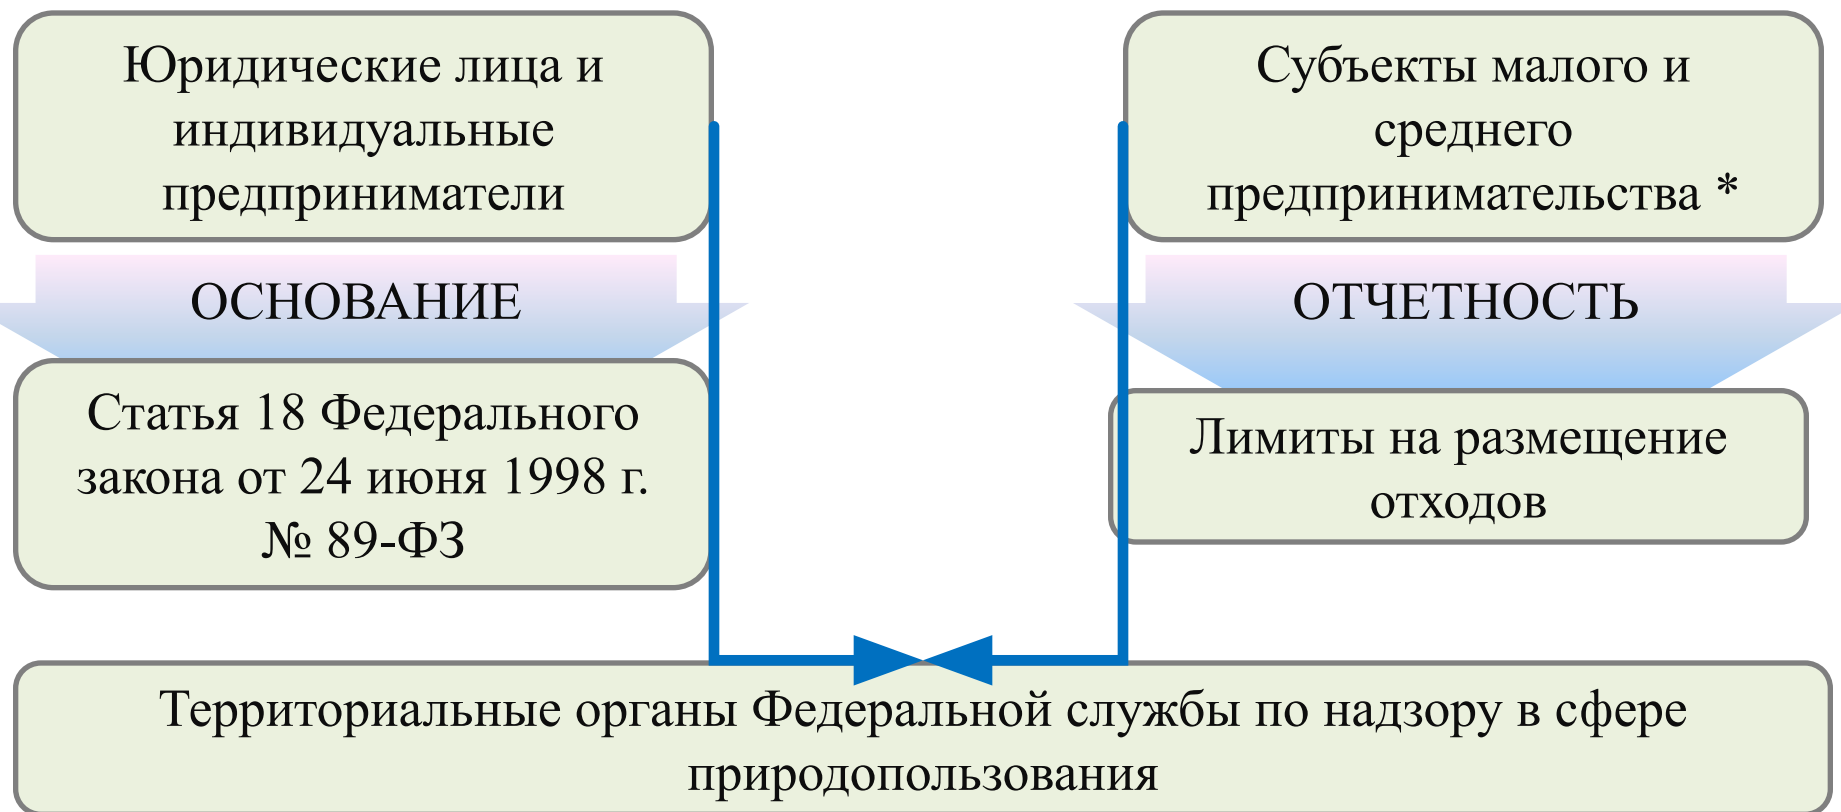 Юридические лица и
индивидуальные
предприниматели
ОСНОВАНИЕ
Статья 18 Федерального
закона от 24 июня 1998 г.
№ 89-ФЗ
Субъекты малого и
среднего
предпринимательства *
ОТЧЕТНОСТЬ
Лимиты на размещение
отходов
Территориальные органы Федеральной службы по надзору в сфере
природопользования